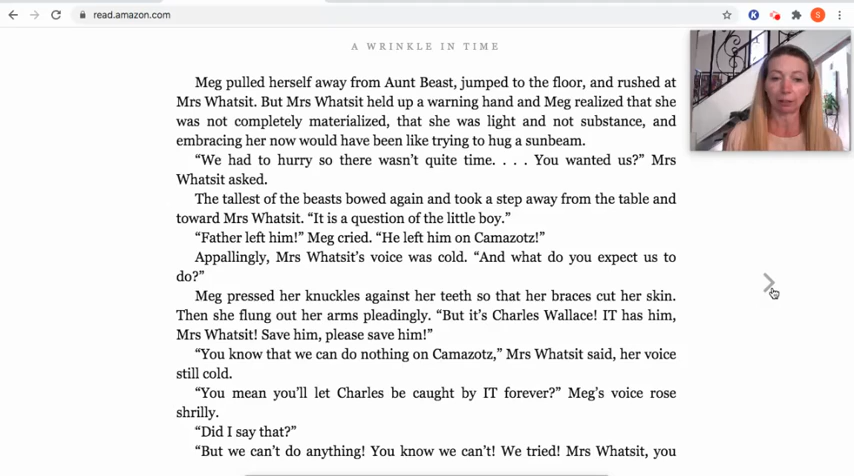 read.amazon.com
S
A WRINKLE IN TIME
Meg pulled herself away from Aunt Beast, jumped to the floor, and rushed at
Mrs Whatsit. But Mrs Whatsit held up a warning hand and Meg realized that she
was not completely materialized, that she was light and not substance, and
embracing her now would have been like trying to hug a sunbeam.
“We had to hurry so there wasn’t quite time. . . . You wanted us?” Mrs
Whatsit asked.
The tallest of the beasts bowed again and took a step away from the table and
toward Mrs Whatsit. “It is a question of the little boy.”
“Father left him!” Meg cried. “He left him on Camazotz!”
Appallingly, Mrs Whatsit’s voice was cold. “And what do you expect us to
do?”
Meg pressed her knuckles against her teeth so that her braces cut her skin.
Then she flung out her arms pleadingly. “But it’s Charles Wallace! IT has him,
Mrs Whatsit! Save him, please save him!”
“You know that we can do nothing on Camazotz,” Mrs Whatsit said, her voice
still cold.
“You mean you’ll let Charles be caught by IT forever?” Meg’s voice rose
shrilly.
“Did I say that?”
“But we can’t do anything! You know we can’t! We tried! Mrs Whatsit, you